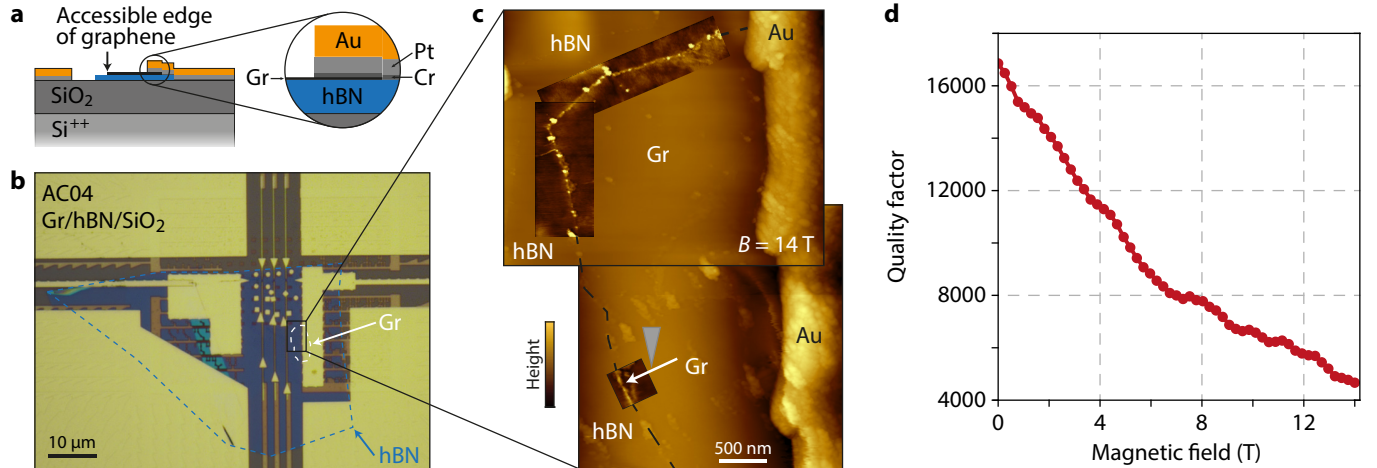 a
Accessible edge
of graphene
Au
Pt
Cr
Gr
hBN
SiO2
Si++
b
AC04
Gr/hBN/SiO2
Gr
hBN
10 μm
c
hBN
Au
Gr
hBN
B = 14 T
Au
Gr
hBN
Height
500 nm
d
Quality factor
16000
12000
8000
4000
0
4
8
12
Magnetic field (T)